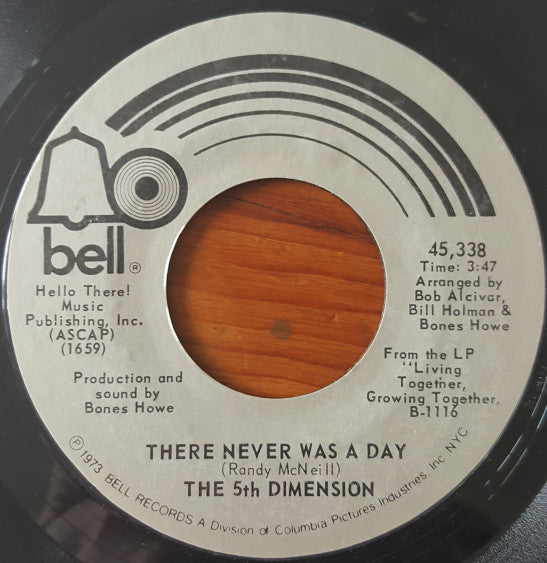 bell®
45,338
Time: 3:47
Arranged by
Bob Alcivar,
Bill Holman &
Bones Howe
Hello There!
Music
Publishing, Inc.
(ASCAP)
(1659)
From the LP
"Living
Together,
Growing Together.
B-1116
Production and
sound by
Bones Howe
THERE NEVER WAS A DAY
(Randy McNeill)
THE 5th DIMENSION
℗1973 BELL RECORDS A Division of Columbia Pictures Industries, Inc NYC